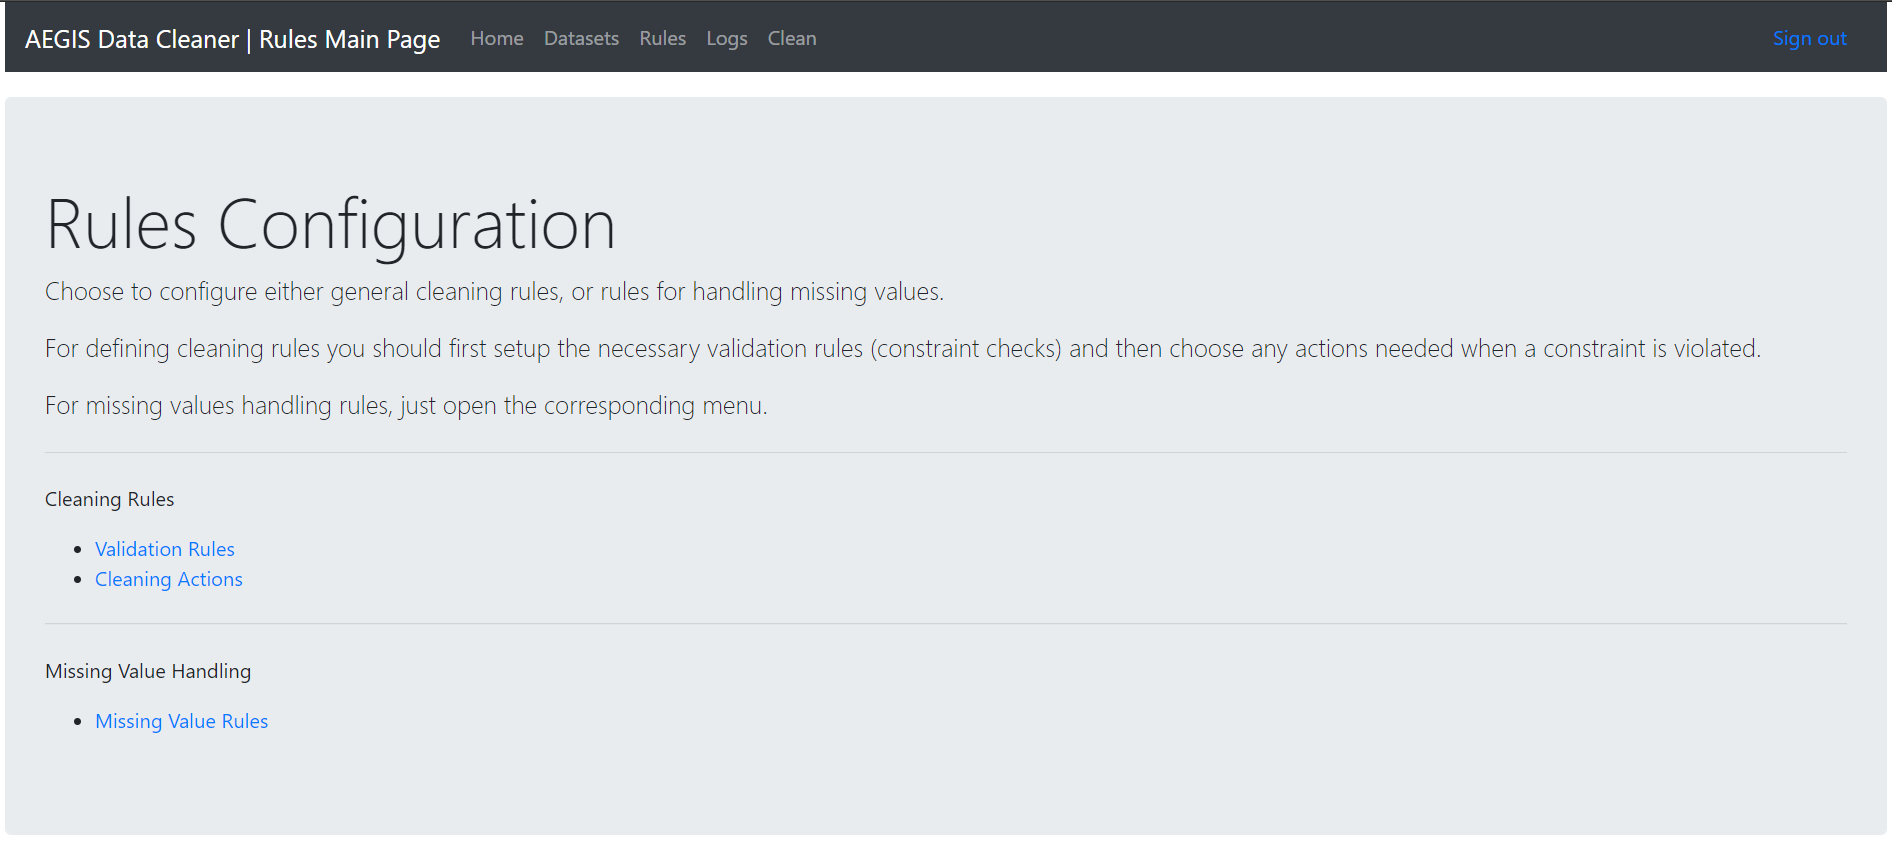 AEGIS Data Cleaner | Rules Main Page Home Datasets Rules Logs Clean Sign out
Rules Configuration
Choose to configure either general cleaning rules, or rules for handling missing values.
For defining cleaning rules you should first setup the necessary validation rules (constraint checks) and then choose any actions needed when a constraint is violated.
For missing values handling rules, just open the corresponding menu.
Cleaning Rules
• Validation Rules
• Cleaning Actions
Missing Value Handling
• Missing Value Rules